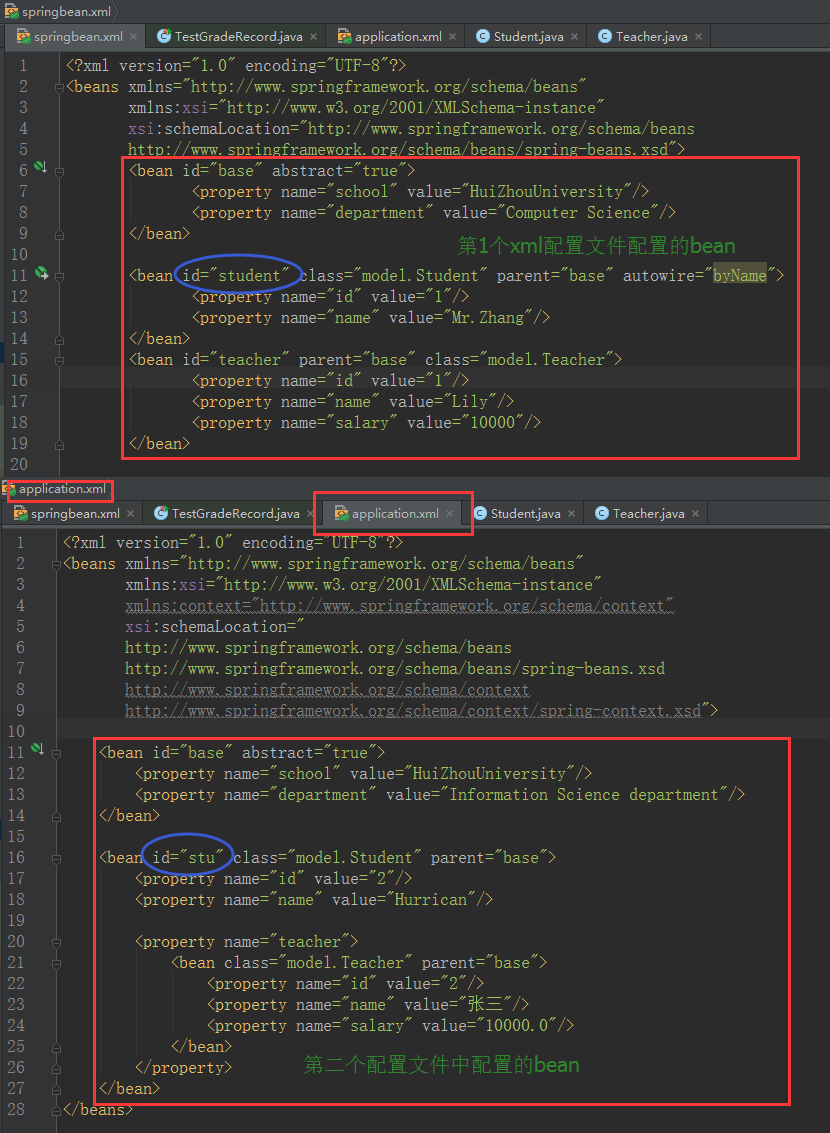 springbean.xml
springbean.xml × TestGradeRecord.java × application.xml × Student.java × Teacher.java ×
1 <?xml version="1.0" encoding="UTF-8"?>
2 <beans xmlns="http://www.springframework.org/schema/beans"
3 xmlns:xsi="http://www.w3.org/2001/XMLSchema-instance"
4 xsi:schemaLocation="http://www.springframework.org/schema/beans
5 http://www.springframework.org/schema/beans/spring-beans.xsd">
6 <bean id="base" abstract="true">
7 <property name="school" value="HuiZhouUniversity"/>
8 <property name="department" value="Computer Science"/>
9 </bean>
10 第1个xml配置文件配置的bean
11 <bean id="student" class="model.Student" parent="base" autowire="byName">
12 <property name="id" value="1"/>
13 <property name="name" value="Mr.Zhang"/>
14 </bean>
15 <bean id="teacher" parent="base" class="model.Teacher">
16 <property name="id" value="1"/>
17 <property name="name" value="Lily"/>
18 <property name="salary" value="10000"/>
19 </bean>
20
application.xml
springbean.xml × TestGradeRecord.java × application.xml × Student.java × Teacher.java ×
1 <?xml version="1.0" encoding="UTF-8"?>
2 <beans xmlns="http://www.springframework.org/schema/beans"
3 xmlns:xsi="http://www.w3.org/2001/XMLSchema-instance"
4 xmlns:context="http://www.springframework.org/schema/context"
5 xsi:schemaLocation="
6 http://www.springframework.org/schema/beans
7 http://www.springframework.org/schema/beans/spring-beans.xsd
8 http://www.springframework.org/schema/context
9 http://www.springframework.org/schema/context/spring-context.xsd">
10
11 <bean id="base" abstract="true">
12 <property name="school" value="HuiZhouUniversity"/>
13 <property name="department" value="Information Science department"/>
14 </bean>
15
16 <bean id="stu" class="model.Student" parent="base">
17 <property name="id" value="2"/>
18 <property name="name" value="Hurrican"/>
19
20 <property name="teacher">
21 <bean class="model.Teacher" parent="base">
22 <property name="id" value="2"/>
23 <property name="name" value="张三"/>
24 <property name="salary" value="10000.0"/>
25 </bean>
26 </property> 第二个配置文件中配置的bean
27 </bean>
28 </beans>